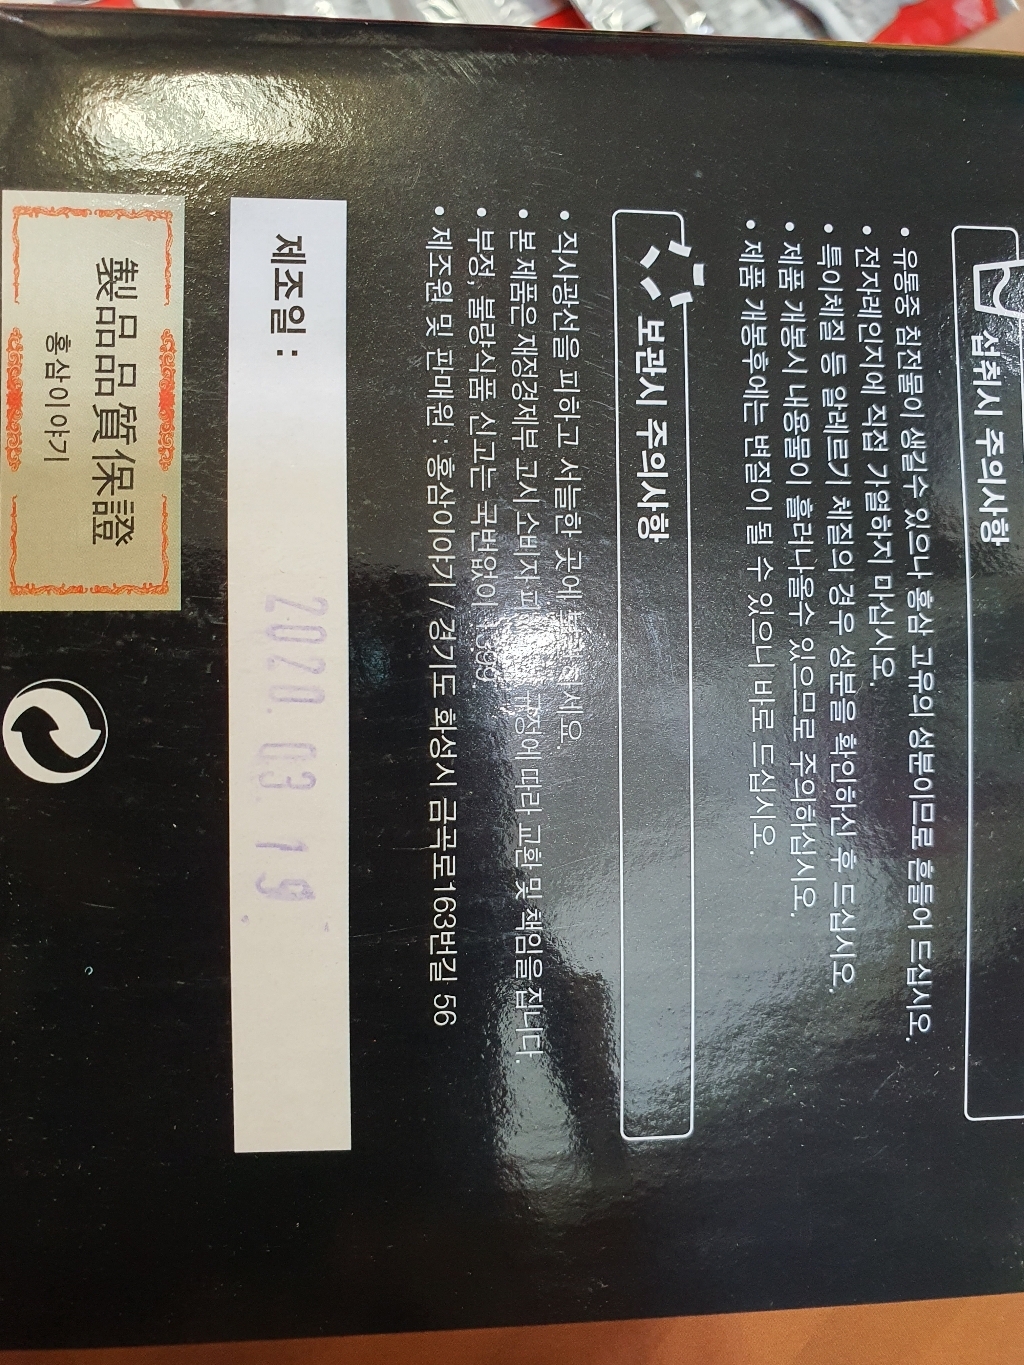 섭취시 주의사항
• 유통중 침전물이 생길수 있으나 홍삼 고유의 성분이므로 흔들어 드십시오.
• 전자레인지에 직접 가열하지 마십시오.
• 특이체질 등 알레르기 체질의 경우 성분을 확인하신 후 드십시오.
• 제품 개봉시 내용물이 흘러나올수 있으므로 주의하십시오.
• 제품 개봉후에는 변질이 될 수 있으니 바로 드십시오.
보관시 주의사항
• 직사광선을 피하고 서늘한 곳에
• 본 제품은 재정경제부 고시 소비자 따라 교환 및 책임을 집니다.
• 부정, 불량식품 신고는 국번없이 1399.
• 제조원 및 판매원 : 홍삼이야기 / 경기도 화성시 금곡로163번길 56
제조일 :
2020. 03. 19
製品品質保證
홍삼이야기